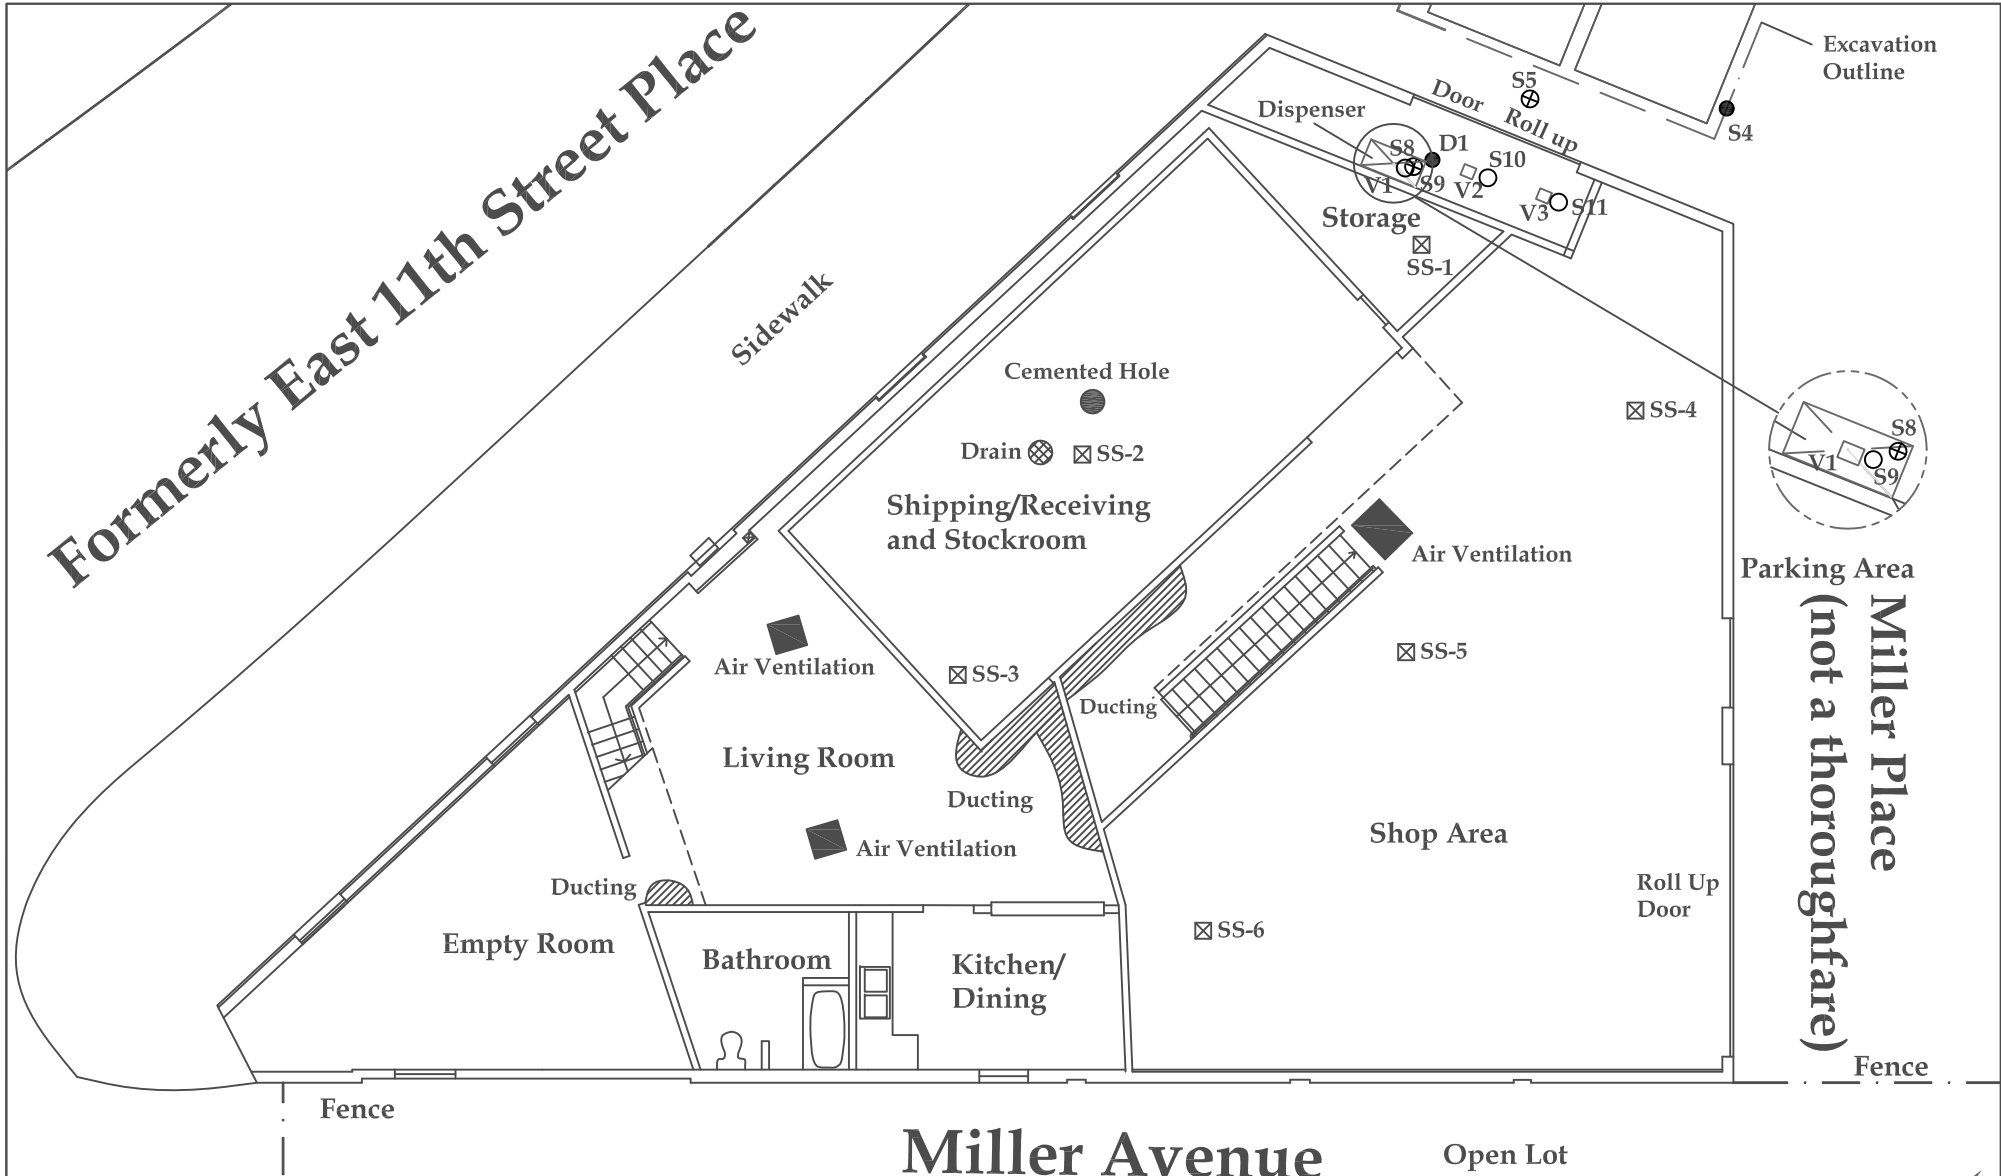 Formerly East 11th Street Place
Sidewalk
Excavation
Outline
S5
Door
Roll up
S4
Dispenser
D1
S8
S10
V1
S9
V2
V3
S11
Storage
SS-1
Cemented Hole
SS-4
Drain
SS-2
S8
V1
S9
Shipping/Receiving
and Stockroom
Air Ventilation
Parking Area
Miller Place
(not a thoroughfare)
Air Ventilation
SS-3
SS-5
Ducting
Living Room
Ducting
Shop Area
Air Ventilation
Ducting
Roll Up
Door
Empty Room
Bathroom
Kitchen/
Dining
SS-6
Fence
Fence
Miller Avenue
Open Lot